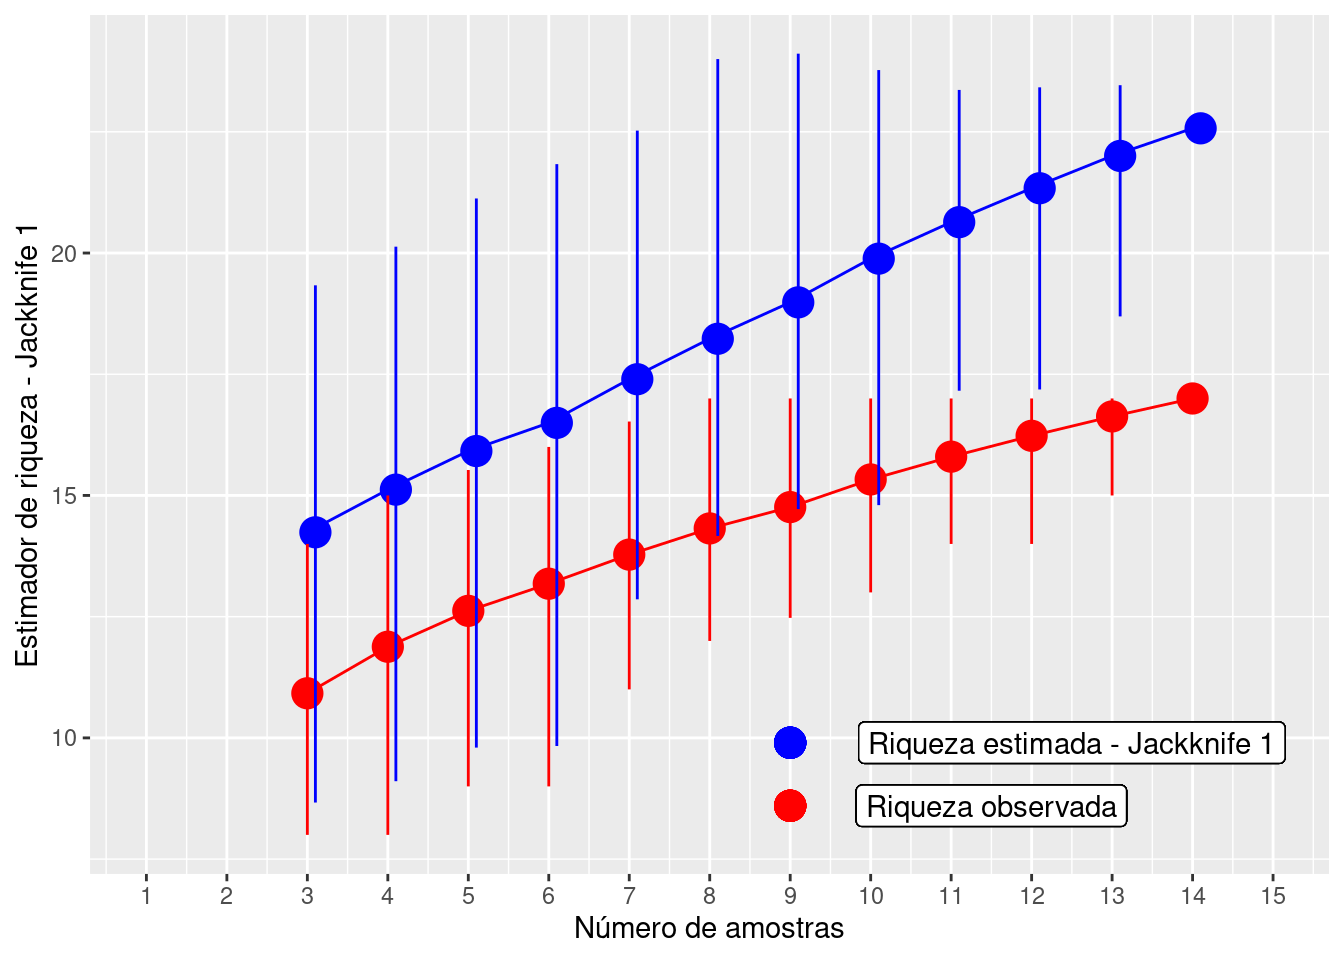 Estimador de riqueza - Jackknife 1
20
15
10
Riqueza estimada - Jackknife 1
Riqueza observada
1 2 3 4 5 6 7 8 9 10 11 12 13 14 15
Número de amostras